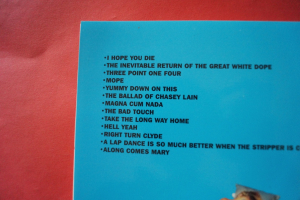 •I HOPE YOU DIE
•THE INEVITABLE RETURN OF THE GREAT WHITE DOPE
•THREE POINT ONE FOUR
•MOPE
•YUMMY DOWN ON THIS
•THE BALLAD OF CHASEY LAIN
•MAGNA CUM NADA
•THE BAD TOUCH
•TAKE THE LONG WAY HOME
•HELL YEAH
•RIGHT TURN CLYDE
•A LAP DANCE IS SO MUCH BETTER WHEN THE STRIPPER IS
•ALONG COMES MARY